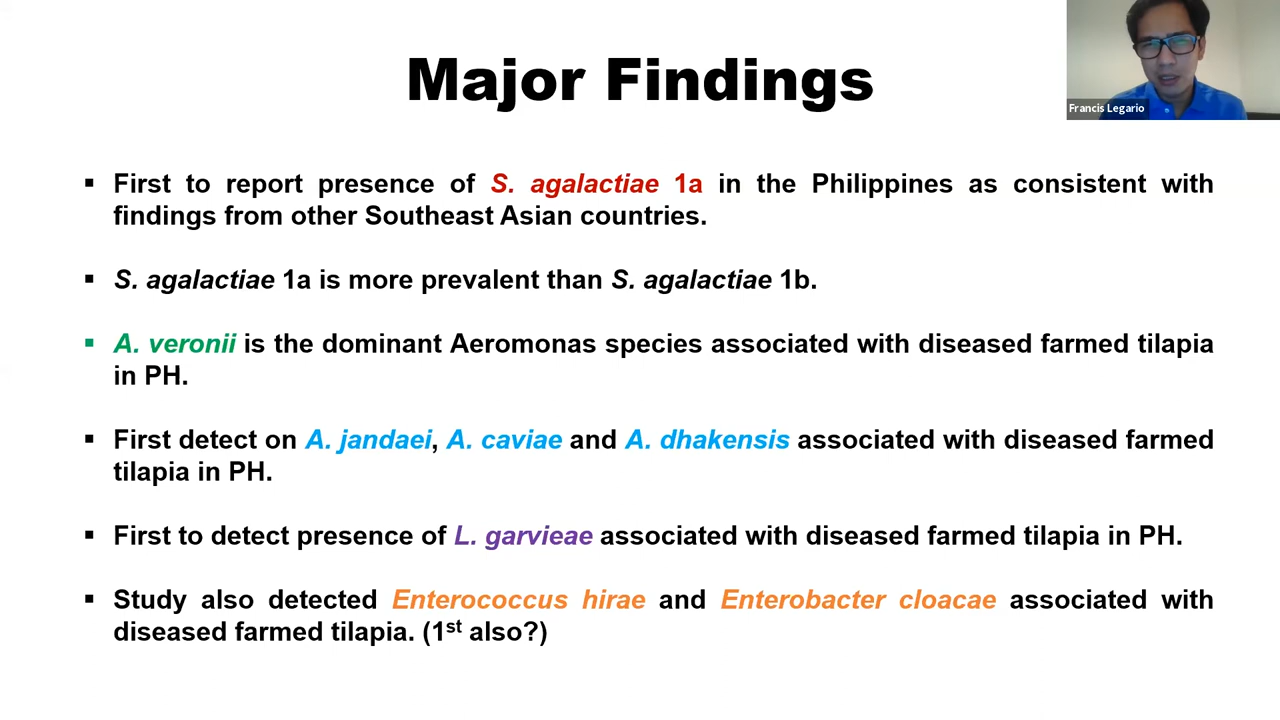 Major Findings
Francis Legario
▪ First to report presence of S. agalactiae 1a in the Philippines as consistent with
findings from other Southeast Asian countries.
▪ S. agalactiae 1a is more prevalent than S. agalactiae 1b.
▪ A. veronii is the dominant Aeromonas species associated with diseased farmed tilapia
in PH.
▪ First detect on A. jandaei, A. caviae and A. dhakensis associated with diseased farmed
tilapia in PH.
▪ First to detect presence of L. garvieae associated with diseased farmed tilapia in PH.
▪ Study also detected Enterococcus hirae and Enterobacter cloacae associated with
diseased farmed tilapia. (1st also?)